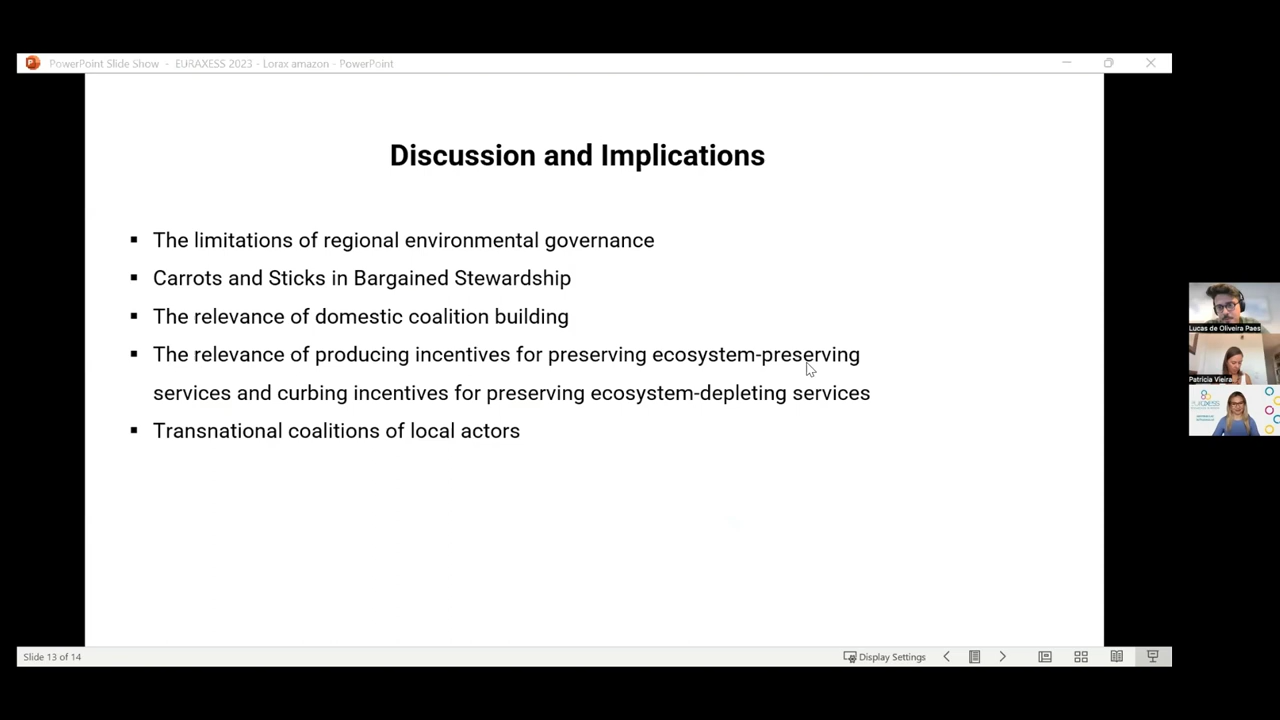 PowerPoint Slide Show - EURAXESS 2023 - Lorax amazon - PowerPoint
Discussion and Implications
▪ The limitations of regional environmental governance
▪ Carrots and Sticks in Bargained Stewardship
▪ The relevance of domestic coalition building
▪ The relevance of producing incentives for preserving ecosystem-preserving
services and curbing incentives for preserving ecosystem-depleting services
▪ Transnational coalitions of local actors
Lucas de Oliveira Paes
Patricia Vieira
EURAXESS
Slide 13 of 14
Display Settings